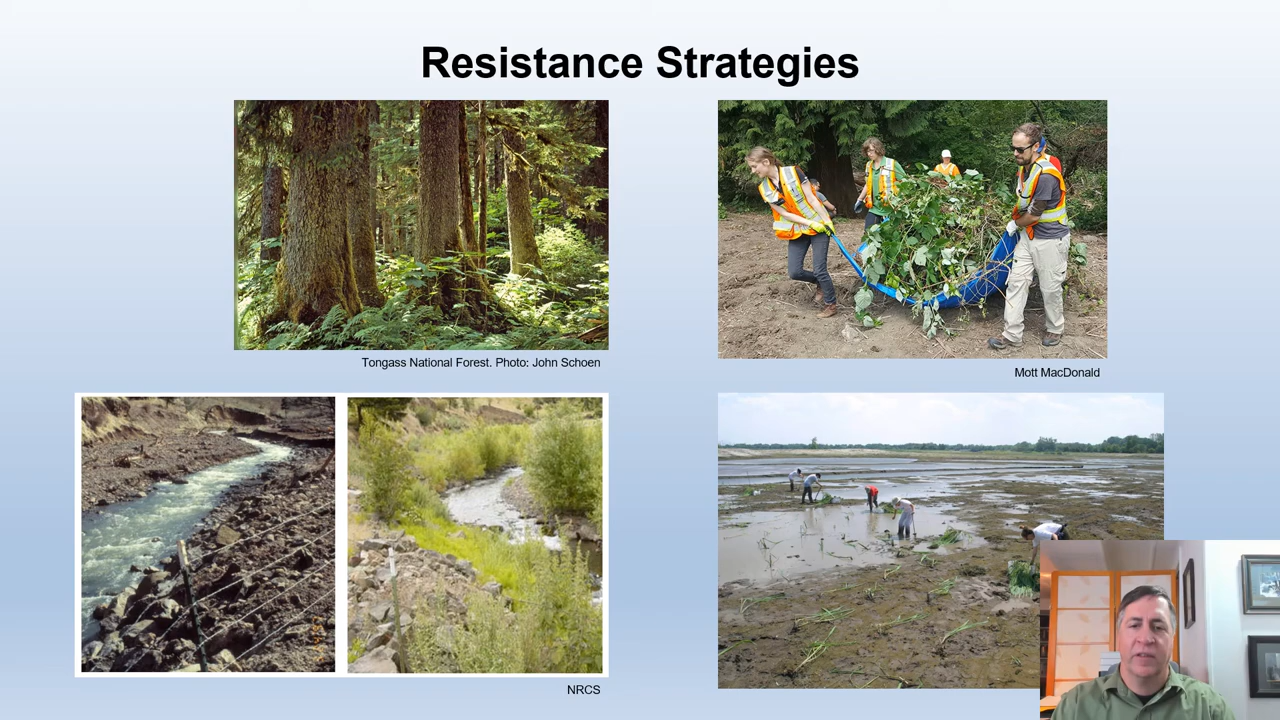 Resistance Strategies
Tongass National Forest. Photo: John Schoen
Mott MacDonald
NRCS